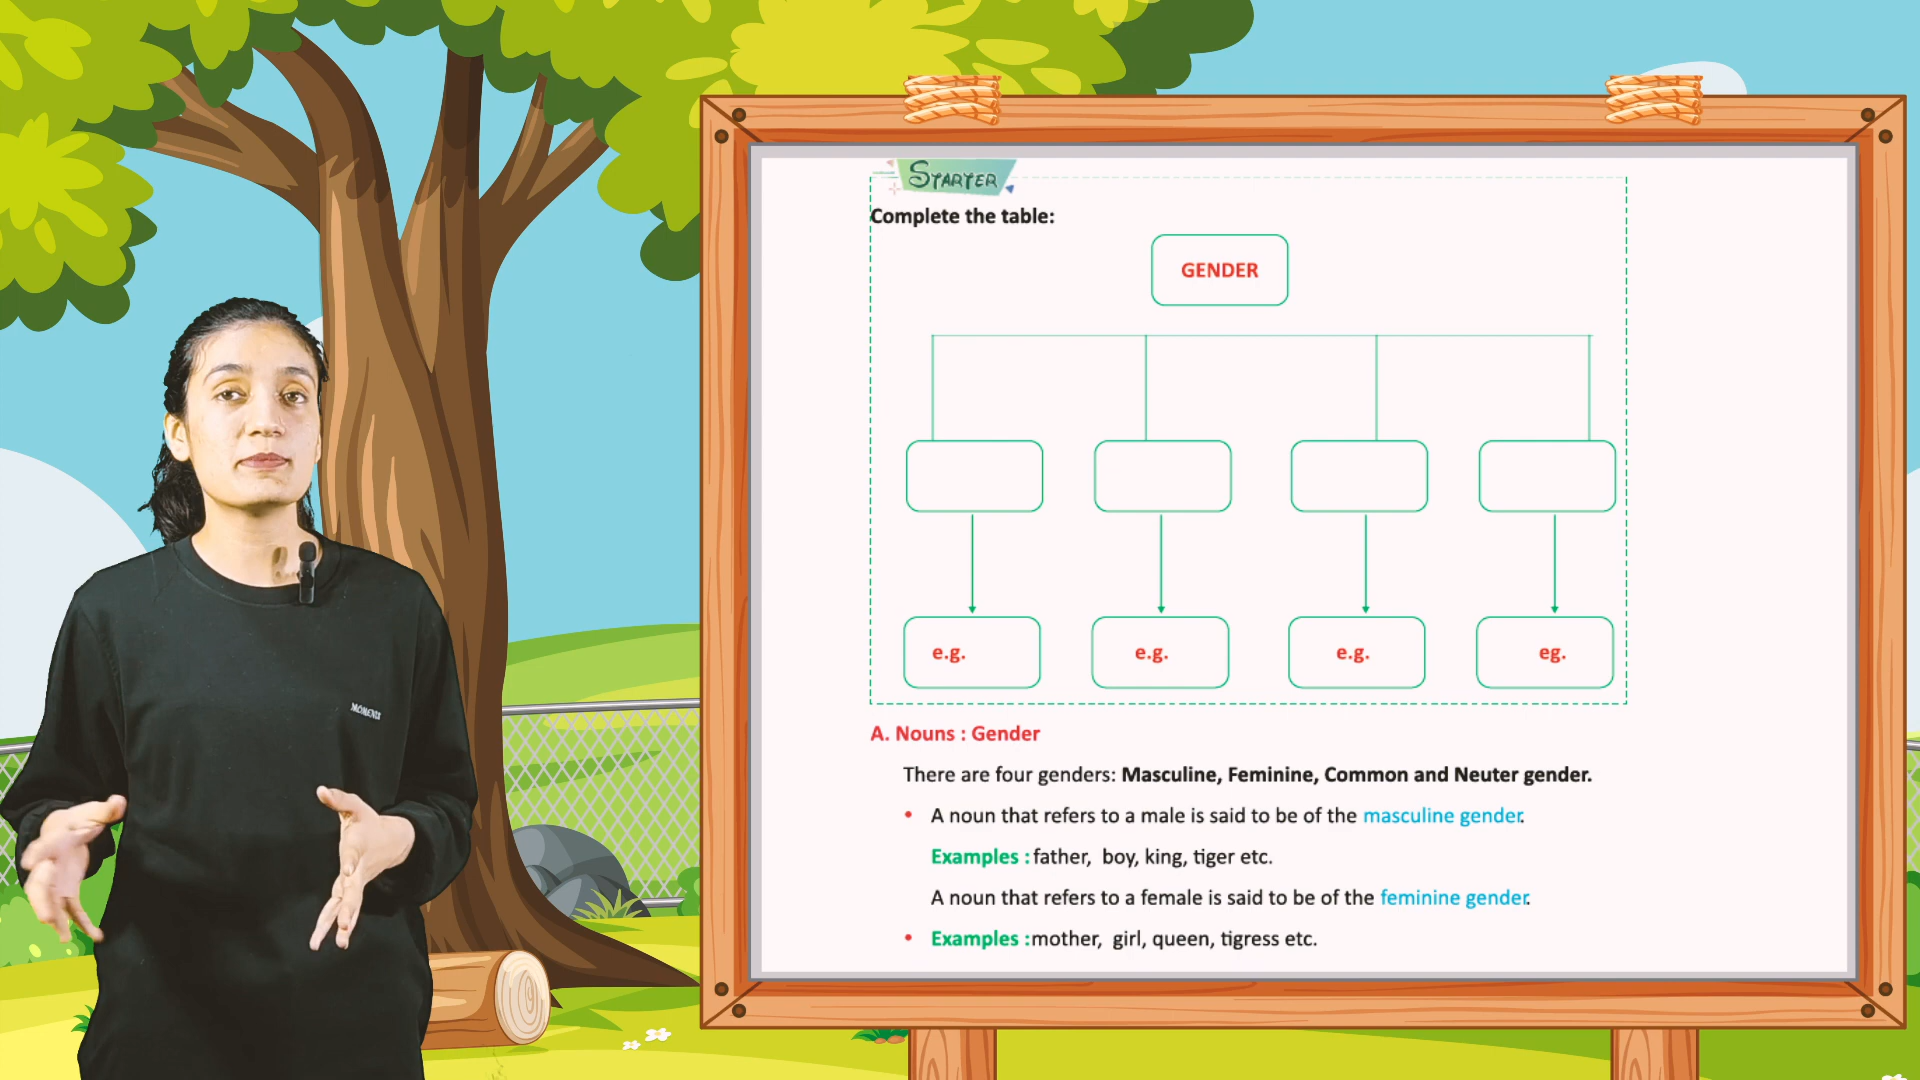 STARTER
Complete the table:
GENDER
e.g. e.g. e.g. eg.
A. Nouns : Gender
There are four genders: Masculine, Feminine, Common and Neuter gender.
• A noun that refers to a male is said to be of the masculine gender.
Examples : father, boy, king, tiger etc.
A noun that refers to a female is said to be of the feminine gender.
• Examples :mother, girl, queen, tigress etc.